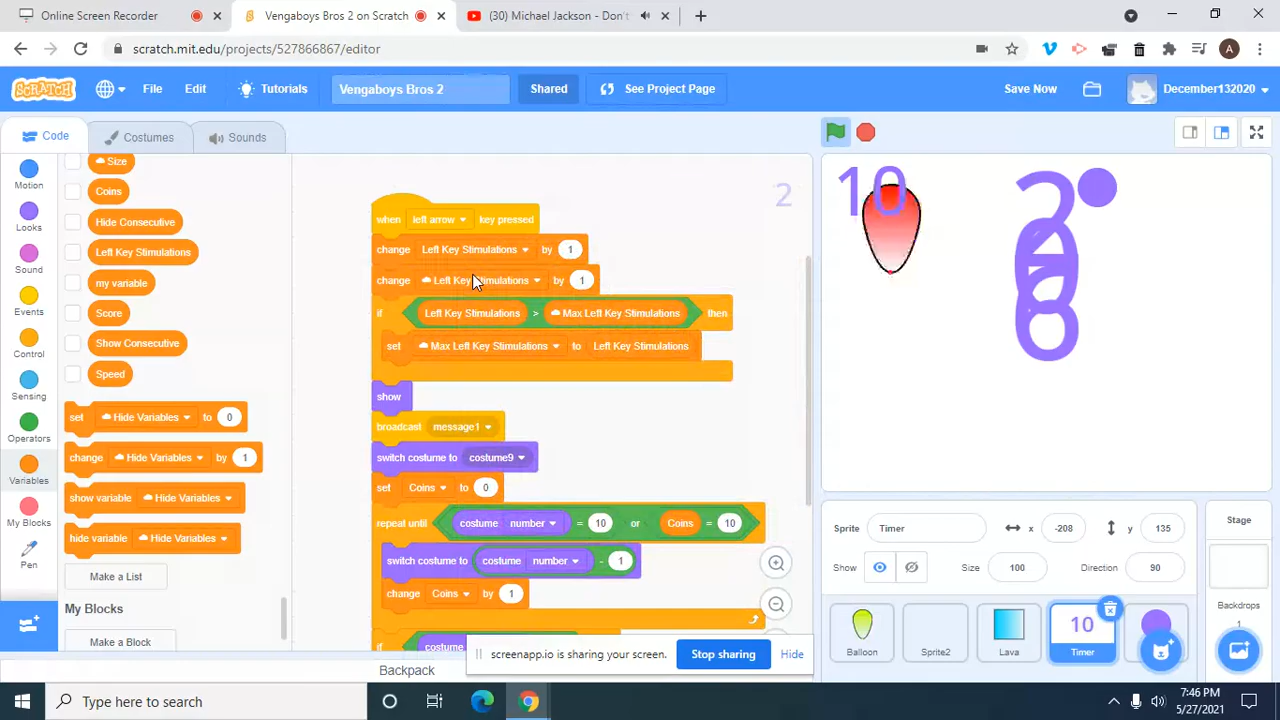 Online Screen Recorder
Vengaboys Bros 2 on Scratch
(30) Michael Jackson - Don't
scratch.mit.edu/projects/527866867/editor
A
SCRATCH
File
Edit
Tutorials
Vengaboys Bros 2
Shared
See Project Page
Save Now
December132020
Code
Costumes
Sounds
Motion
Looks
Sound
Events
Control
Sensing
Operators
Variables
My Blocks
Pen
Size
Coins
Hide Consecutive
Left Key Stimulations
my variable
Score
Show Consecutive
Speed
set Hide Variables to 0
change Hide Variables by 1
show variable Hide Variables
hide variable Hide Variables
Make a List
My Blocks
Make a Block
2
when left arrow key pressed
change Left Key Stimulations by 1
change Left Key Stimulations by 1
if Left Key Stimulations > Max Left Key Stimulations then
set Max Left Key Stimulations to Left Key Stimulations
show
broadcast message1
switch costume to costume9
set Coins to 0
repeat until costume number = 10 or Coins = 10
switch costume to costume number - 1
change Coins by 1
if
Backpack
10
2
Sprite Timer x -208 y 135
Show Size 100 Direction 90
Balloon
Sprite2
Lava
10
Timer
Stage
Backdrops
1
screenapp.io is sharing your screen.
Stop sharing
Hide
Type here to search
7:46 PM
5/27/2021